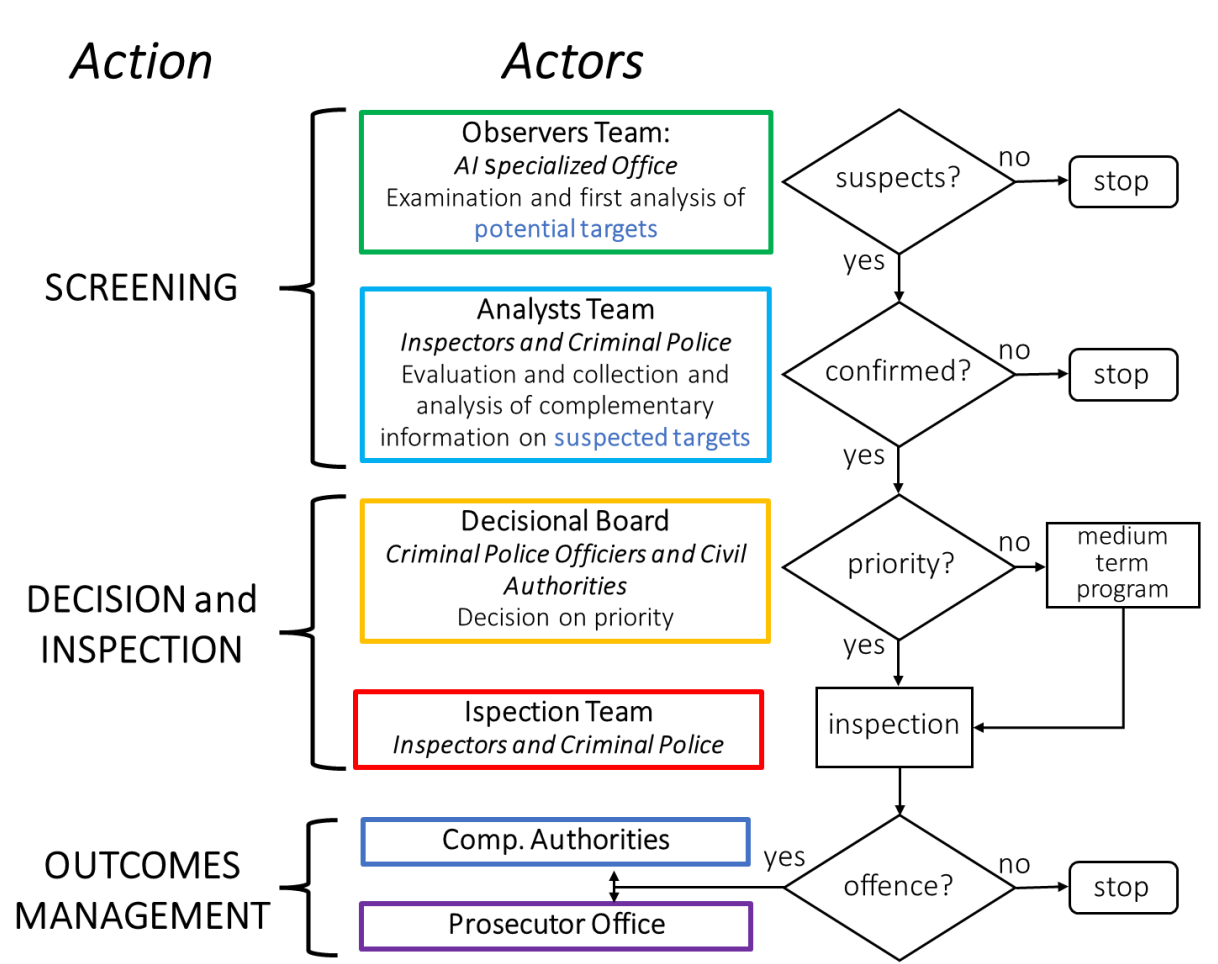 Action
Actors
SCREENING
Observers Team:
AI specialized Office
Examination and first analysis of
potential targets
suspects?
no
stop
yes
Analysts Team
Inspectors and Criminal Police
Evaluation and collection and
analysis of complementary
information on suspected targets
confirmed?
no
stop
yes
DECISION and
INSPECTION
Decisional Board
Criminal Police Officiers and Civil
Authorities
Decision on priority
priority?
no
medium
term
program
yes
Ispection Team
Inspectors and Criminal Police
inspection
OUTCOMES
MANAGEMENT
Comp. Authorities
Prosecutor Office
yes
offence?
no
stop